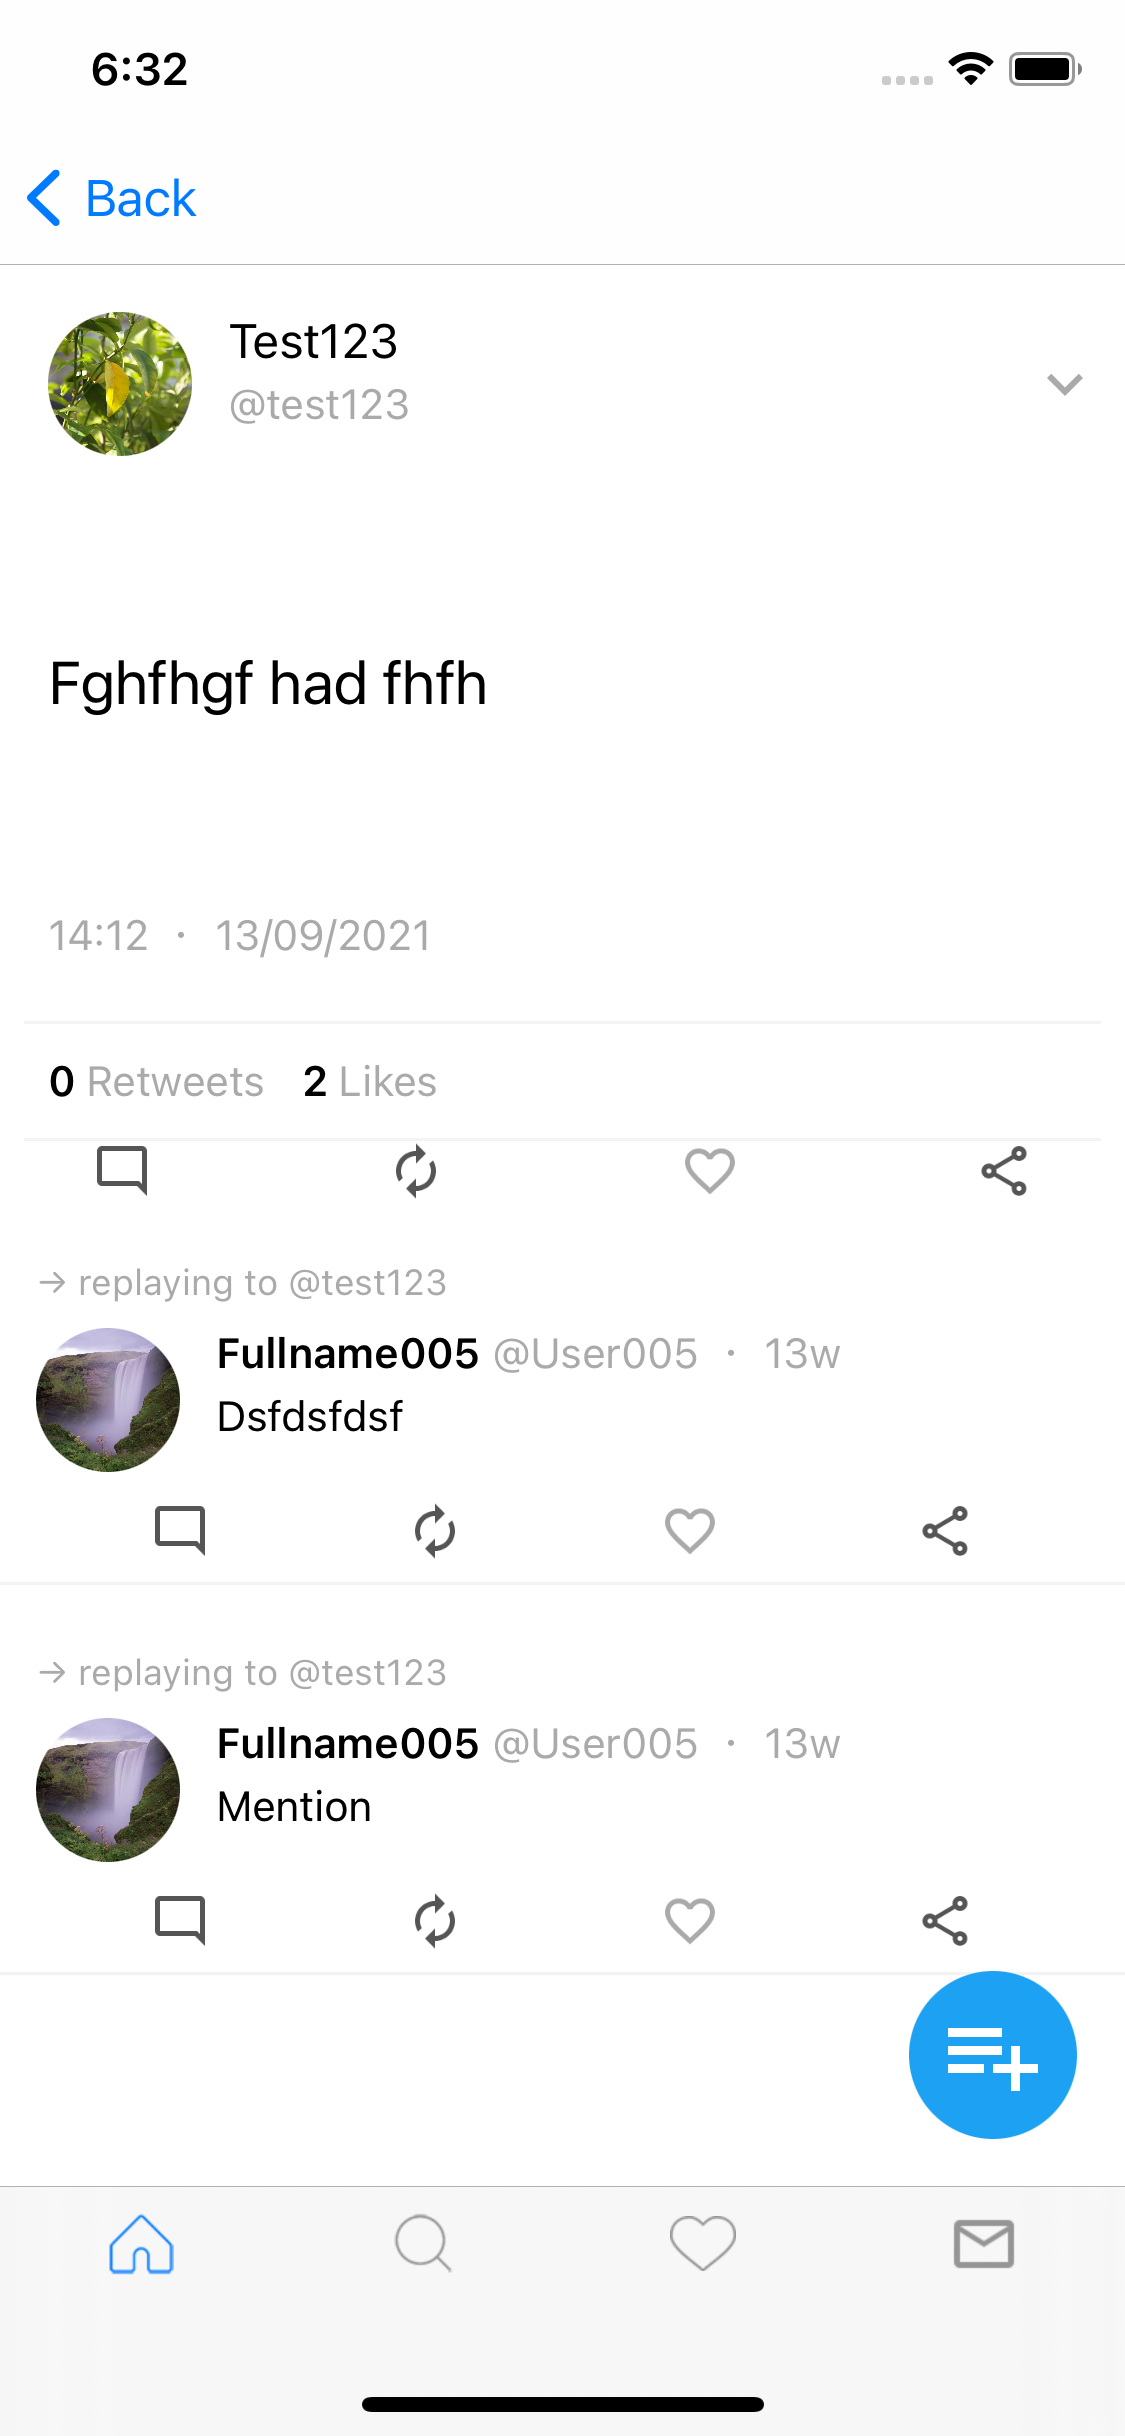 6:32
Back
Test123
@test123
Fghfhgf had fhfh
14:12 · 13/09/2021
0 Retweets 2 Likes
→ replaying to @test123
Fullname005 @User005 · 13w
Dsfdsfdsf
→ replaying to @test123
Fullname005 @User005 · 13w
Mention